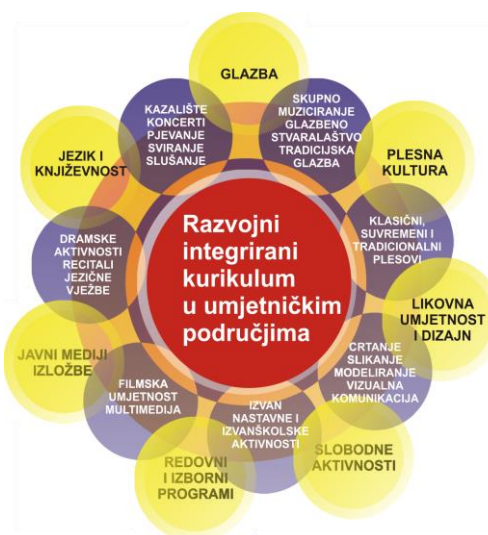 GLAZBA
KAZALIŠTE
KONCERTI
PJEVANJE
SVIRANJE
SLUŠANJE
SKUPNO
MUZICIRANJE
GLAZBENO
STVARALAŠTVO
TRADICIJSKA
GLAZBA
JEZIK I
KNJIŽEVNOST
PLESNA
KULTURA
DRAMSKE
AKTIVNOSTI
RECITALI
JEZIČNE
VJEŽBE
Razvojni
integrirani
kurikulum
u umjetničkim
područjima
KLASIČNI,
SUVREMENI I
TRADICIONALNI
PLESOVI
LIKOVNA
UMJETNOST
I DIZAJN
JAVNI MEDIJI
IZLOŽBE
FILMSKA
UMJETNOST
MULTIMEDIJA
CRTANJE
SLIKANJE
MODELIRANJE
VIZUALNA
KOMUNIKACIJA
IZVAN
NASTAVNE I
IZVANŠKOLSKE
AKTIVNOSTI
REDOVNI
I IZBORNI
PROGRAMI
SLOBODNE
AKTIVNOSTI